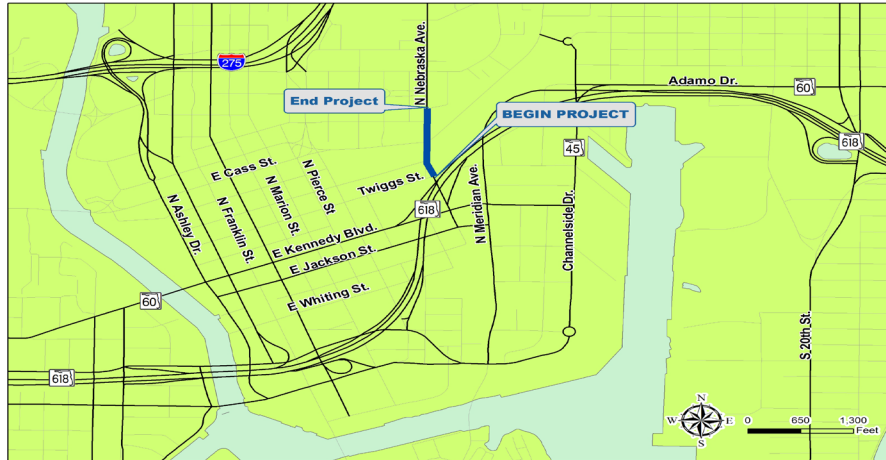 275
N Nebraska Ave.
Adamo Dr.
60
End Project
BEGIN PROJECT
618
45
E Cass St.
N Pierce St
Twiggs St.
N Marion St.
N Meridian Ave.
N Ashley Dr.
N Franklin St.
618
E Kennedy Blvd.
Channelside Dr.
E Jackson St.
E Whiting St.
60
S 20th St.
618
N
W
E
S
0 650 1,300
Feet